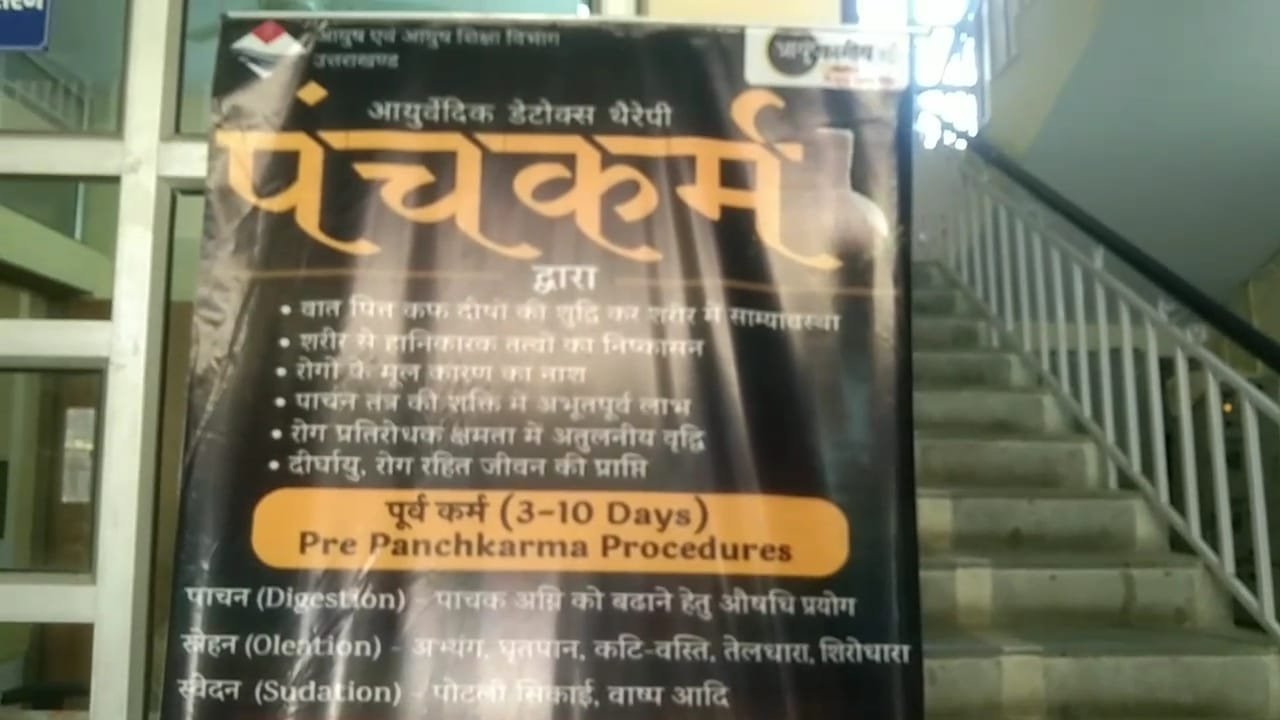 आयुष एवं आयुष शिक्षा विभाग
उत्तराखण्ड
आयुर्वेदिक डेटोक्स थैरेपी
पंचकर्म
द्वारा
• वात पित्त कफ दोषों की शुद्धि कर शरीर में साम्यावस्था
• शरीर से हानिकारक तत्वों का निष्कासन
• रोगों के मूल कारण का नाश
• पाचन तंत्र की शक्ति में अभूतपूर्व लाभ
• रोग प्रतिरोधक क्षमता में अतुलनीय वृद्धि
• दीर्घायु, रोग रहित जीवन की प्राप्ति
पूर्व कर्म (3-10 Days)
Pre Panchkarma Procedures
पाचन (Digestion) - पाचक अग्नि को बढाने हेतु औषधि प्रयोग
स्नेहन (Oleation) - अभ्यंग, घृतपान, कटि-वस्ति, तेलधारा, शिरोधारा
स्वेदन (Sudation) - पोटली सिकाई, वाष्प आदि